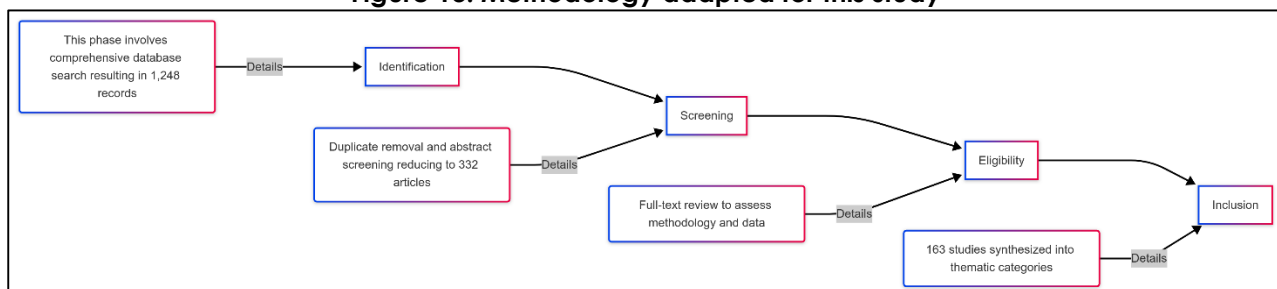 This phase involves
comprehensive database
search resulting in 1,248
records
Details
Identification
Screening
Duplicate removal and abstract
screening reducing to 332
articles
Details
Eligibility
Full-text review to assess
methodology and data
Details
Inclusion
163 studies synthesized into
thematic categories
Details